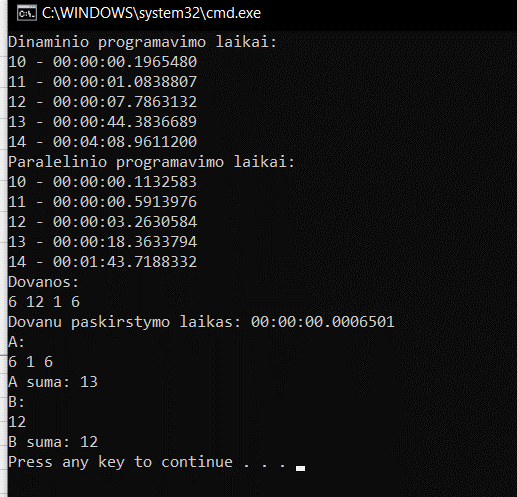 C:\WINDOWS\system32\cmd.exe
Dinaminio programavimo laikai:
10 - 00:00:00.1965480
11 - 00:00:01.0838807
12 - 00:00:07.7863132
13 - 00:00:44.3836689
14 - 00:04:08.9611200
Paralelinio programavimo laikai:
10 - 00:00:00.1132583
11 - 00:00:00.5913976
12 - 00:00:03.2630584
13 - 00:00:18.3633794
14 - 00:01:43.7188332
Dovanos:
6 12 1 6
Dovanu paskirstymo laikas: 00:00:00.0006501
A:
6 1 6
A suma: 13
B:
12
B suma: 12
Press any key to continue . . .